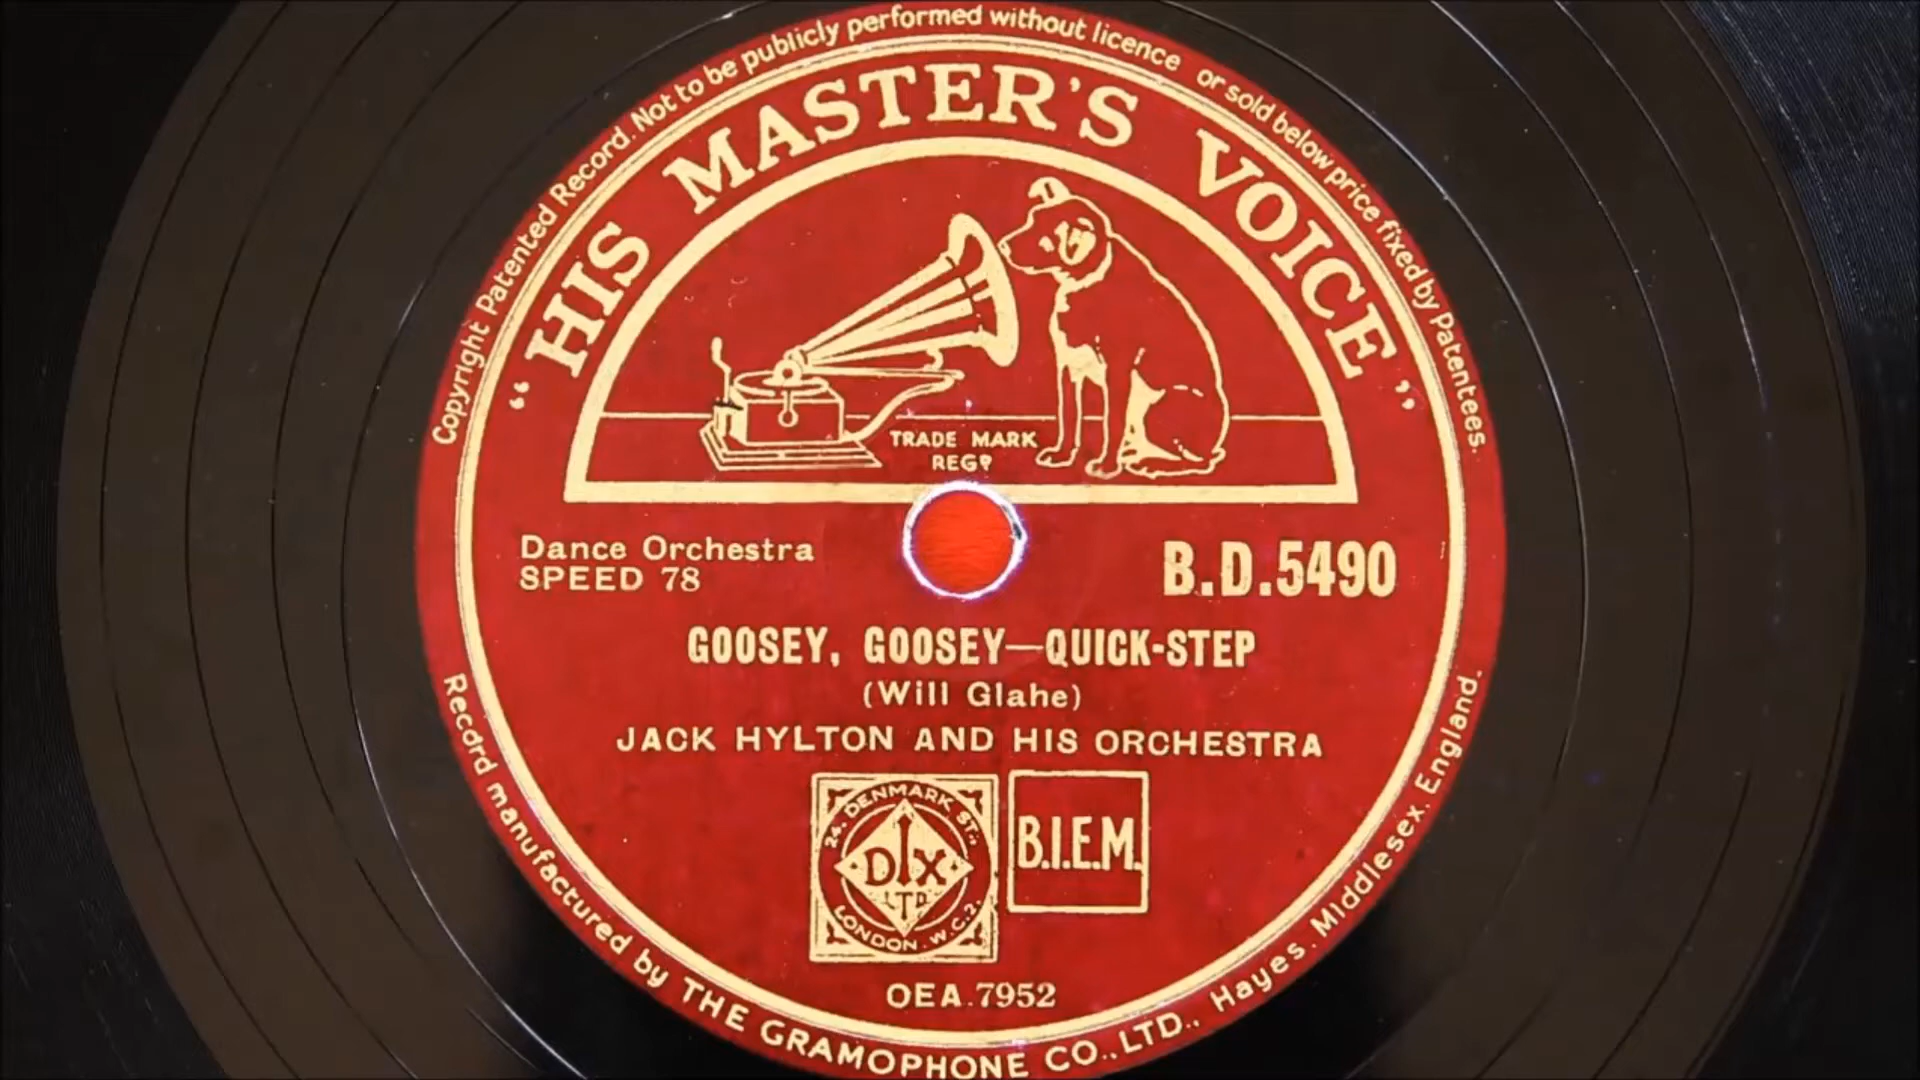 Copyright Patented Record. Not to be publicly performed without licence or sold below price fixed by Patentees.
“HIS MASTER'S VOICE”
TRADE MARK
REGD
Dance Orchestra
SPEED 78
B.D.5490
GOOSEY, GOOSEY—QUICK-STEP
(Will Glahe)
JACK HYLTON AND HIS ORCHESTRA
24, DENMARK ST.,
DIX
LTD
LONDON. W.C.2.
B.I.E.M.
OEA.7952
Record manufactured by THE GRAMOPHONE CO., LTD., Hayes. Middlesex. England.